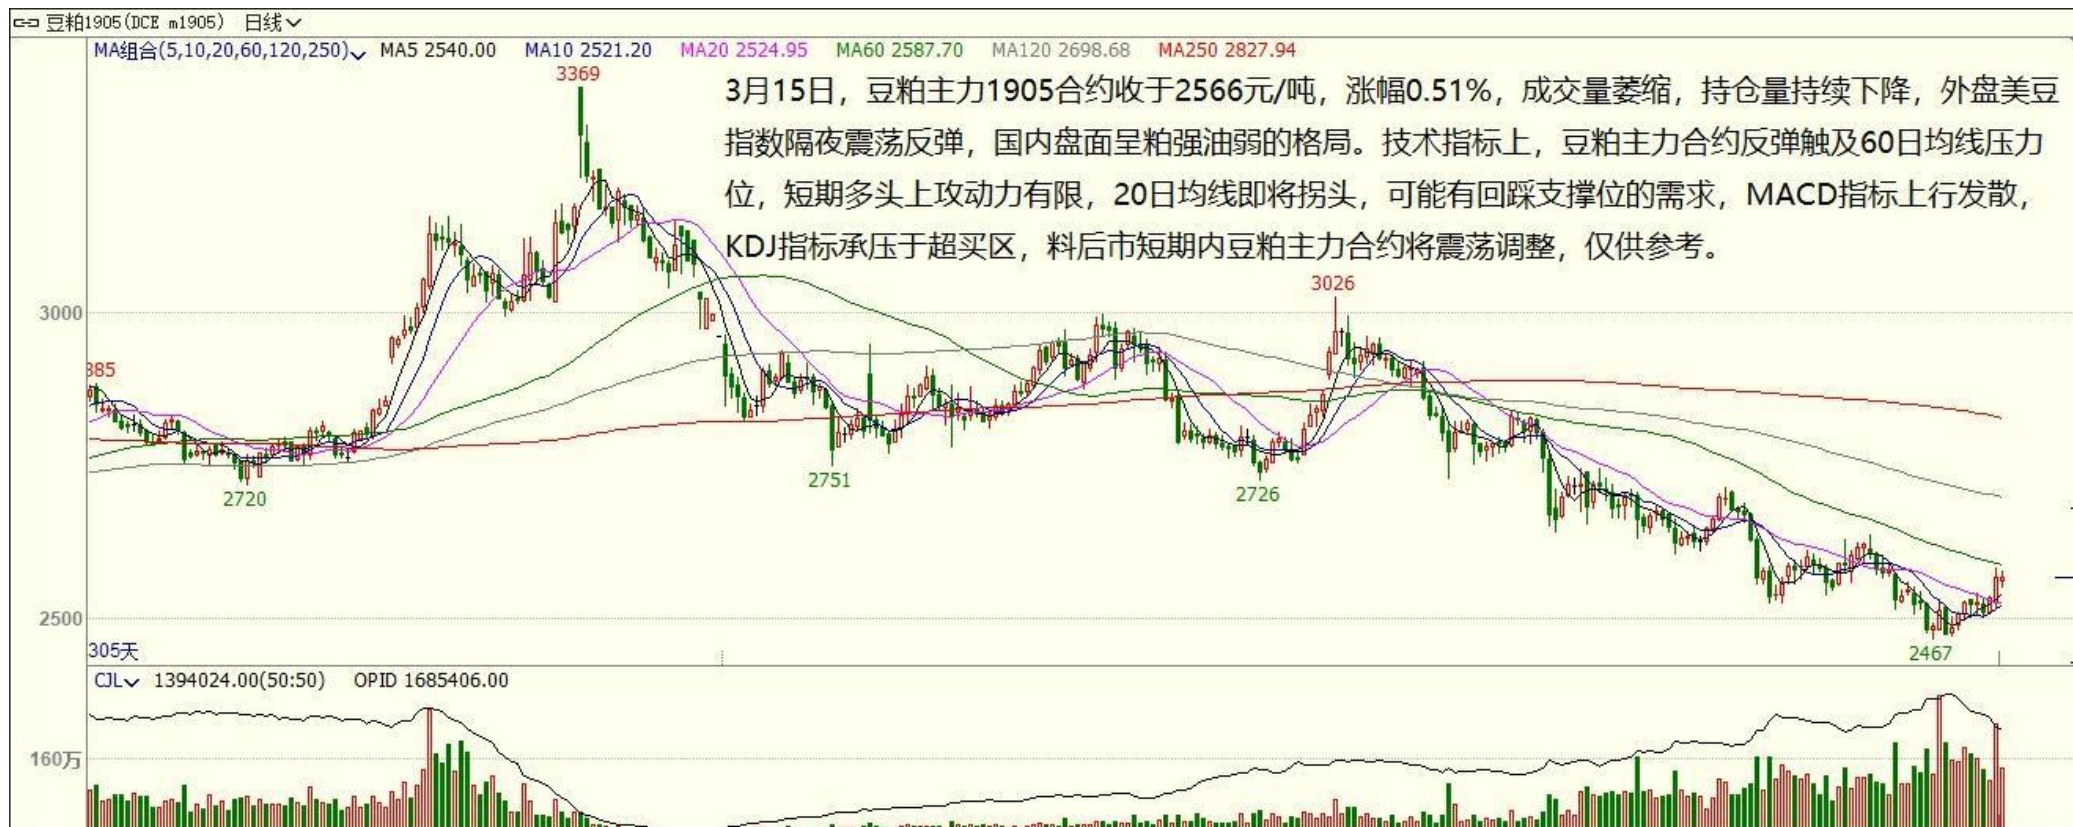 豆粕1905(DCE m1905) 日线
MA组合(5,10,20,60,120,250) MA5 2540.00 MA10 2521.20 MA20 2524.95 MA60 2587.70 MA120 2698.68 MA250 2827.94
3369
3月15日，豆粕主力1905合约收于2566元/吨，涨幅0.51%，成交量萎缩，持仓量持续下降，外盘美豆
指数隔夜震荡反弹，国内盘面呈粕强油弱的格局。技术指标上，豆粕主力合约反弹触及60日均线压力
位，短期多头上攻动力有限，20日均线即将拐头，可能有回踩支撑位的需求，MACD指标上行发散，
KDJ指标承压于超买区，料后市短期内豆粕主力合约将震荡调整，仅供参考。
3026
3000
385
2751
2726
2720
2500
2467
305天
CJL 1394024.00(50:50) OPID 1685406.00
160万